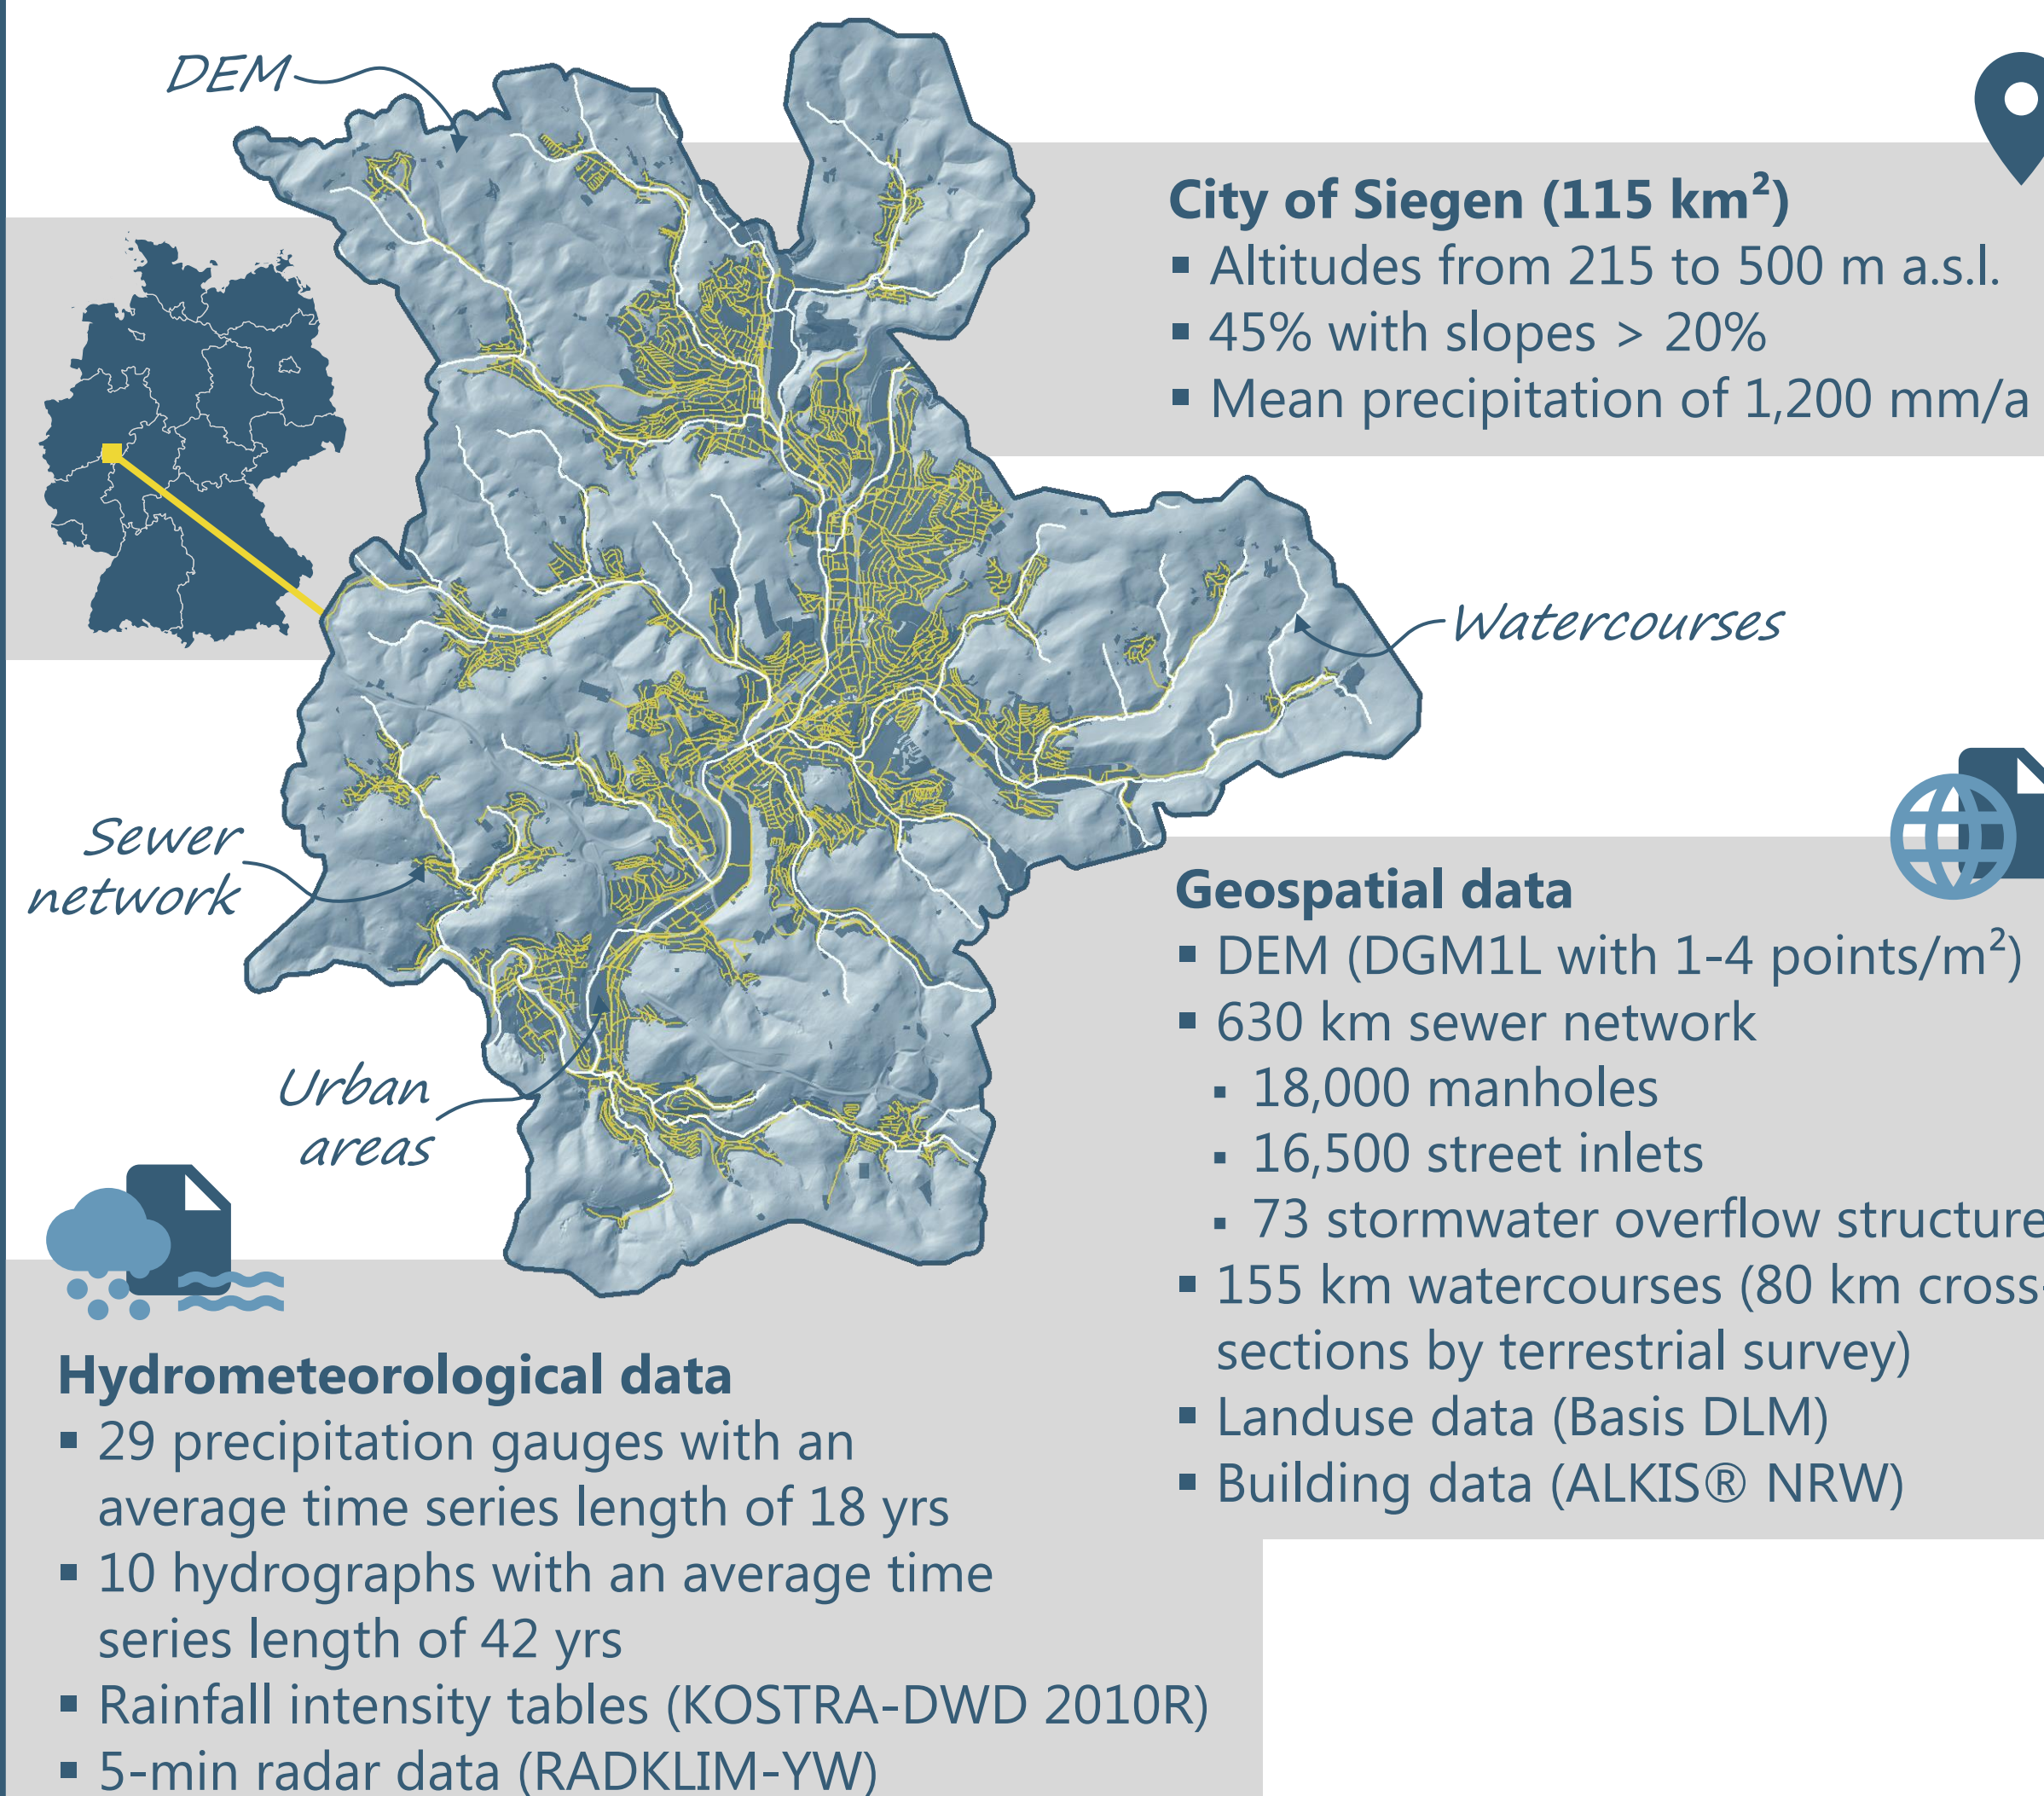 DEM
City of Siegen (115 km²)
▪ Altitudes from 215 to 500 m a.s.l.
▪ 45% with slopes > 20%
▪ Mean precipitation of 1,200 mm/a
Watercourses
Sewer
network
Urban
areas
Geospatial data
▪ DEM (DGM1L with 1-4 points/m²)
▪ 630 km sewer network
▪ 18,000 manholes
▪ 16,500 street inlets
▪ 73 stormwater overflow structure
▪ 155 km watercourses (80 km cross-
sections by terrestrial survey)
▪ Landuse data (Basis DLM)
▪ Building data (ALKIS® NRW)
Hydrometeorological data
▪ 29 precipitation gauges with an
average time series length of 18 yrs
▪ 10 hydrographs with an average time
series length of 42 yrs
▪ Rainfall intensity tables (KOSTRA-DWD 2010R)
▪ 5-min radar data (RADKLIM-YW)